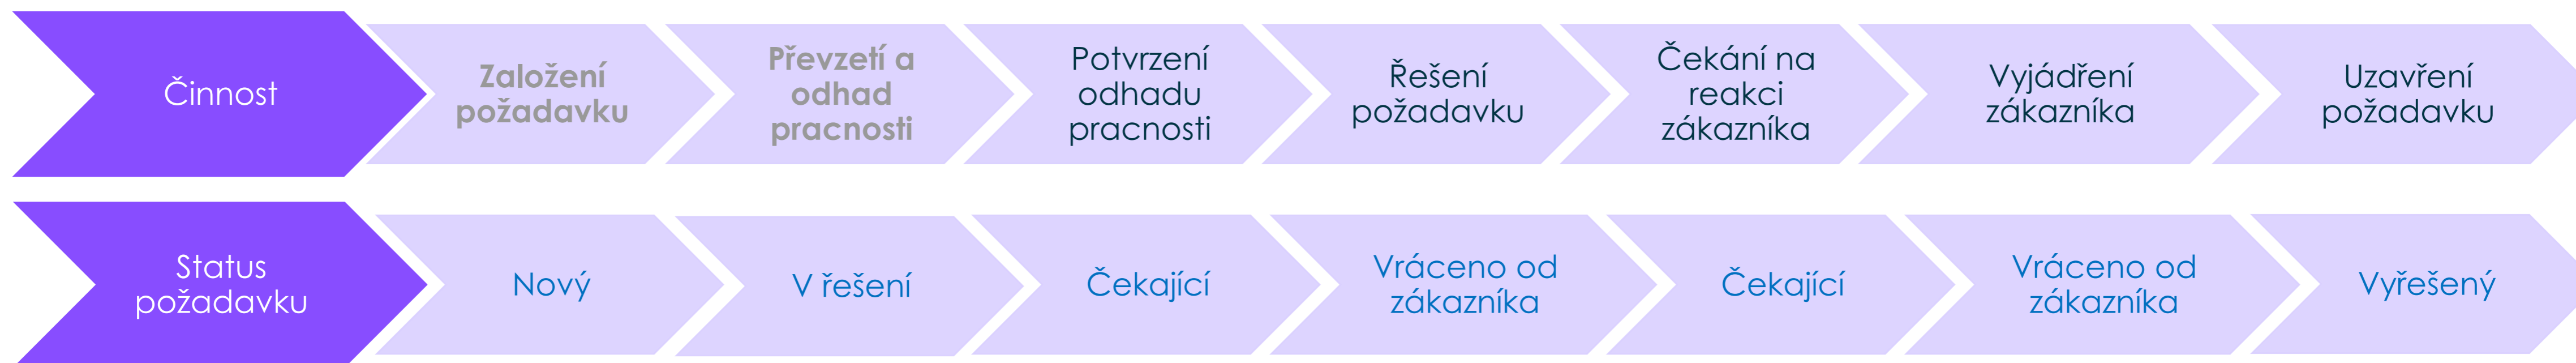 Činnost
Založení
požadavku
Převzetí a
odhad
pracnosti
Potvrzení
odhadu
pracnosti
Řešení
požadavku
Čekání na
reakci
zákazníka
Vyjádření
zákazníka
Uzavření
požadavku
Status
požadavku
Nový
V řešení
Čekající
Vráceno od
zákazníka
Čekající
Vráceno od
zákazníka
Vyřešený